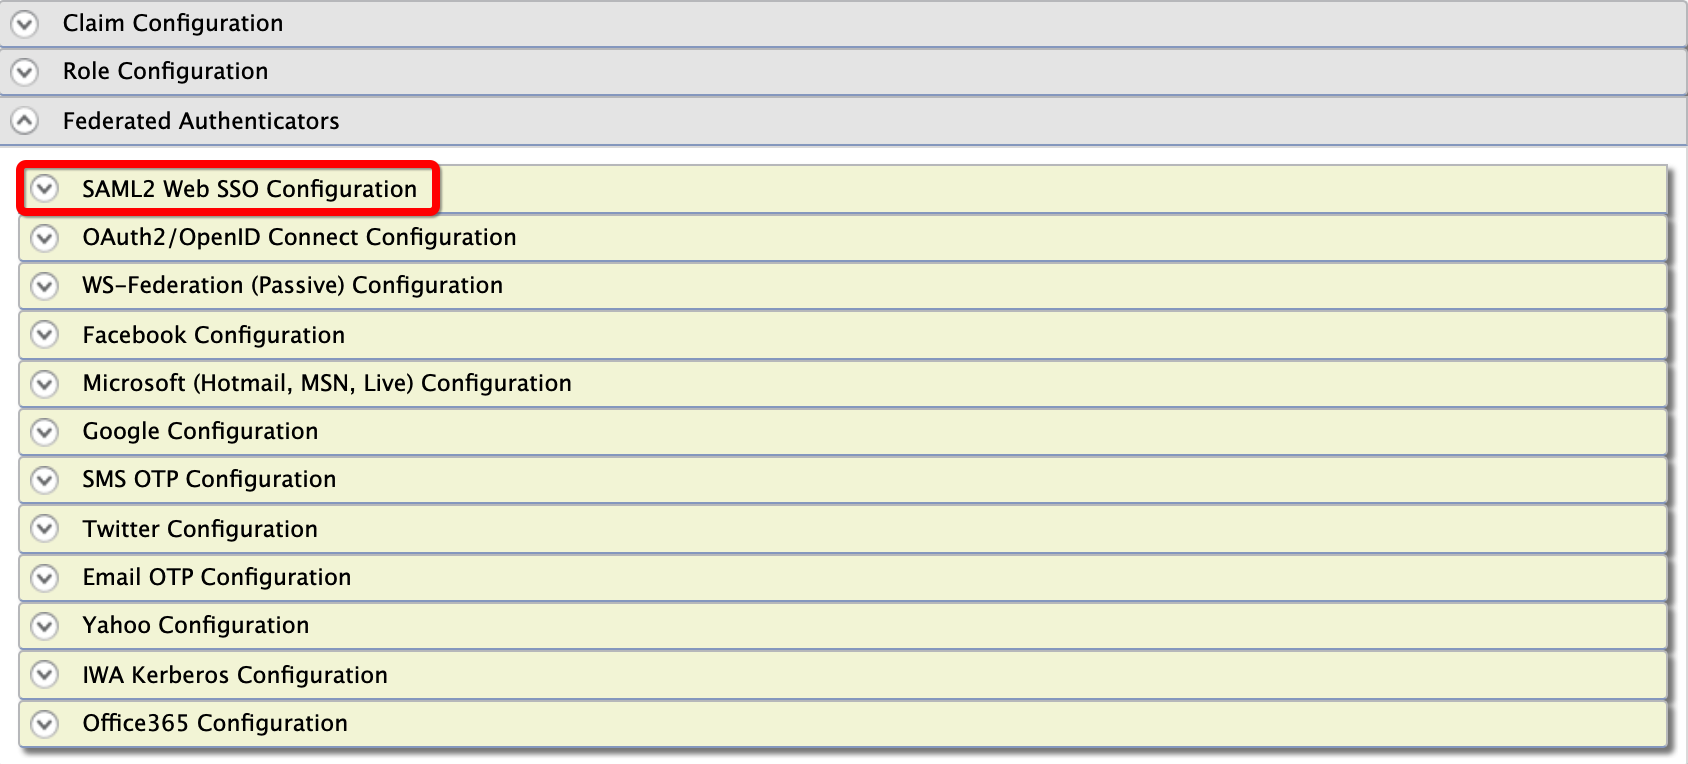 Claim Configuration
Role Configuration
Federated Authenticators
SAML2 Web SSO Configuration
OAuth2/OpenID Connect Configuration
WS-Federation (Passive) Configuration
Facebook Configuration
Microsoft (Hotmail, MSN, Live) Configuration
Google Configuration
SMS OTP Configuration
Twitter Configuration
Email OTP Configuration
Yahoo Configuration
IWA Kerberos Configuration
Office365 Configuration